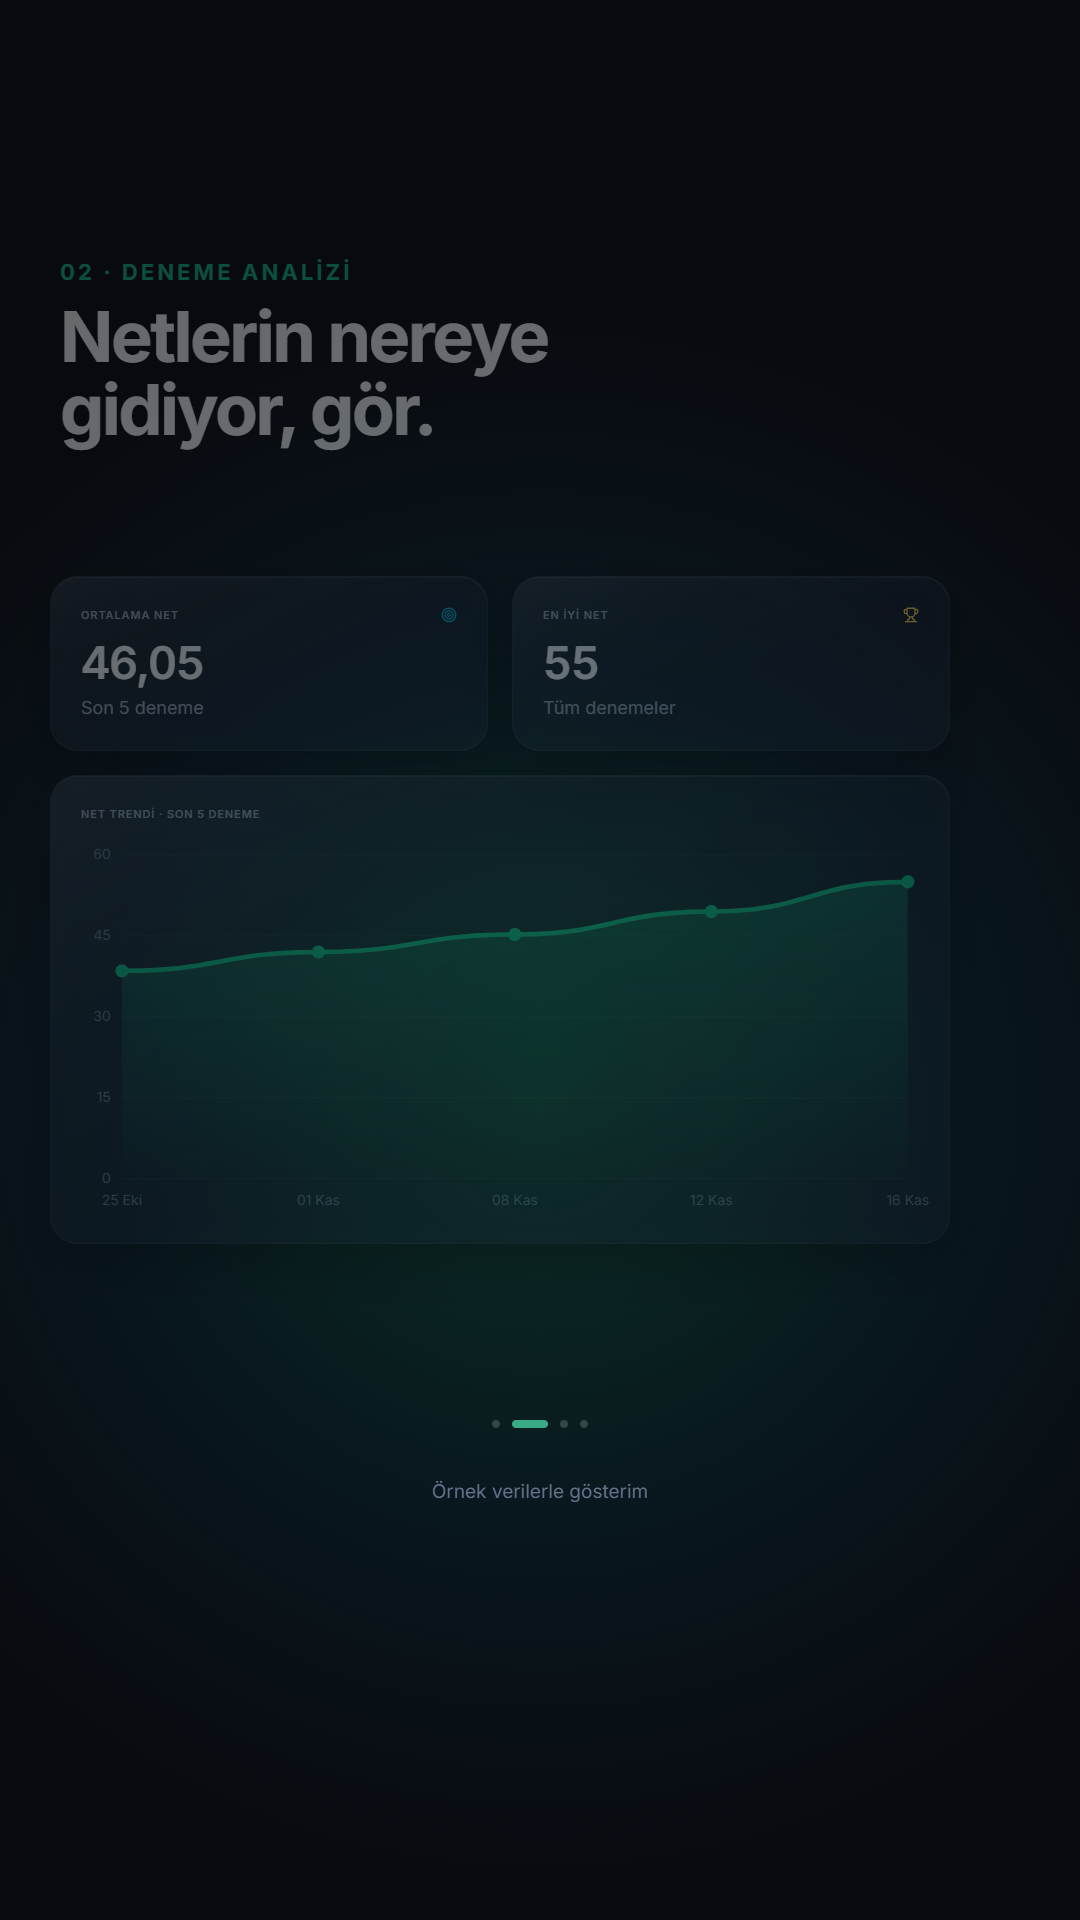 02 · DENEME ANALİZİ
Netlerin nereye
gidiyor, gör.
ORTALAMA NET
46,05
Son 5 deneme
EN İYİ NET
55
Tüm denemeler
NET TRENDİ · SON 5 DENEME
60
45
30
15
0
25 Eki
01 Kas
08 Kas
12 Kas
16 Kas
Örnek verilerle gösterim